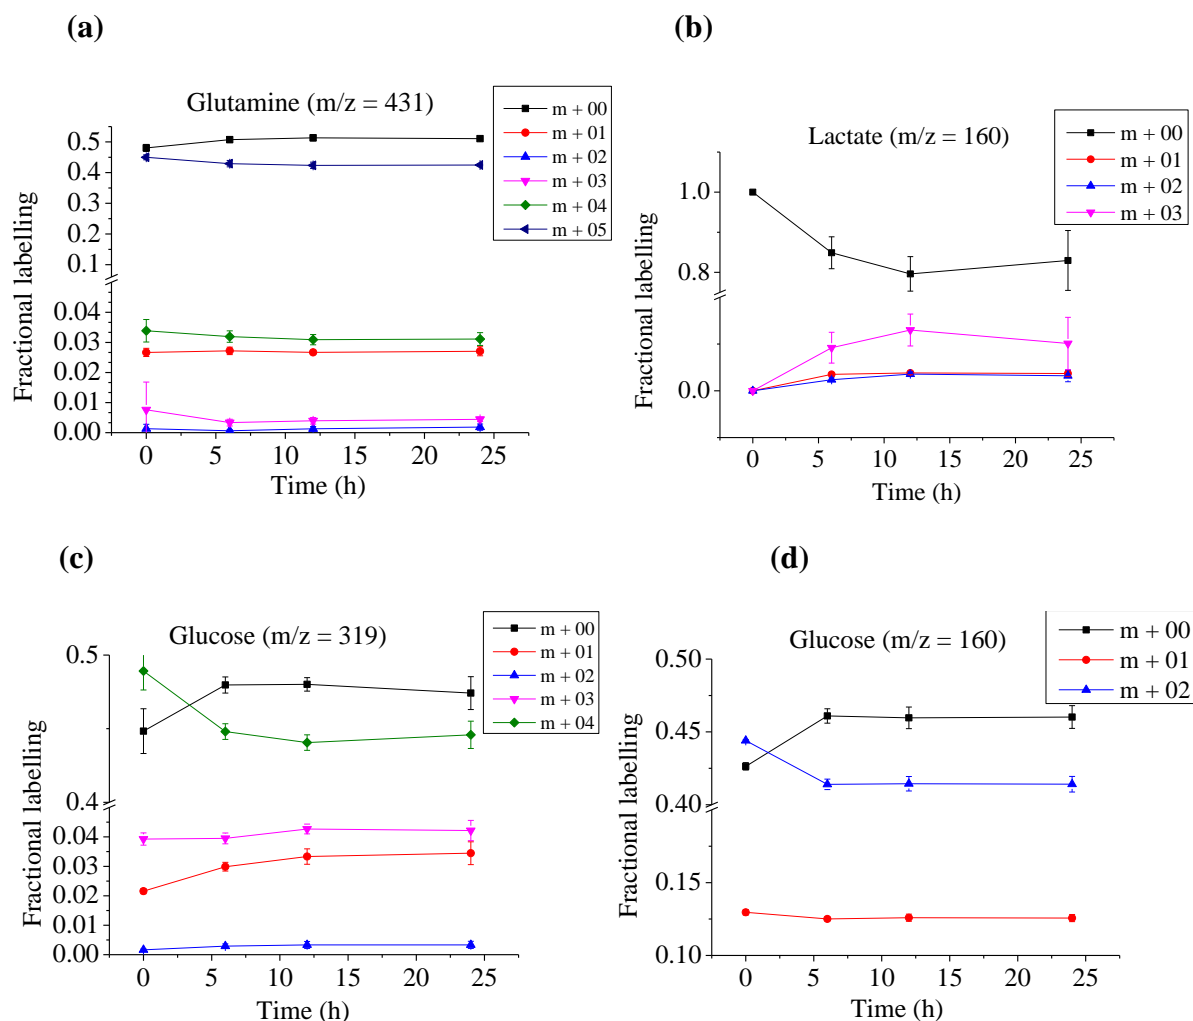 (a)
Glutamine (m/z = 431)
m + 00
m + 01
m + 02
m + 03
m + 04
m + 05
0.5
0.4
0.3
0.2
0.1
0.04
0.03
0.02
0.01
0.00
Fractional labelling
0 5 10 15 20 25
Time (h)
(b)
Lactate (m/z = 160)
m + 00
m + 01
m + 02
m + 03
1.0
0.8
0.0
Fractional labelling
0 5 10 15 20 25
Time (h)
(c)
Glucose (m/z = 319)
m + 00
m + 01
m + 02
m + 03
m + 04
0.5
0.4
0.04
0.03
0.02
0.01
0.00
Fractional labelling
0 5 10 15 20 25
Time (h)
(d)
Glucose (m/z = 160)
m + 00
m + 01
m + 02
0.50
0.45
0.40
0.15
0.10
Fractional labelling
0 5 10 15 20 25
Time (h)